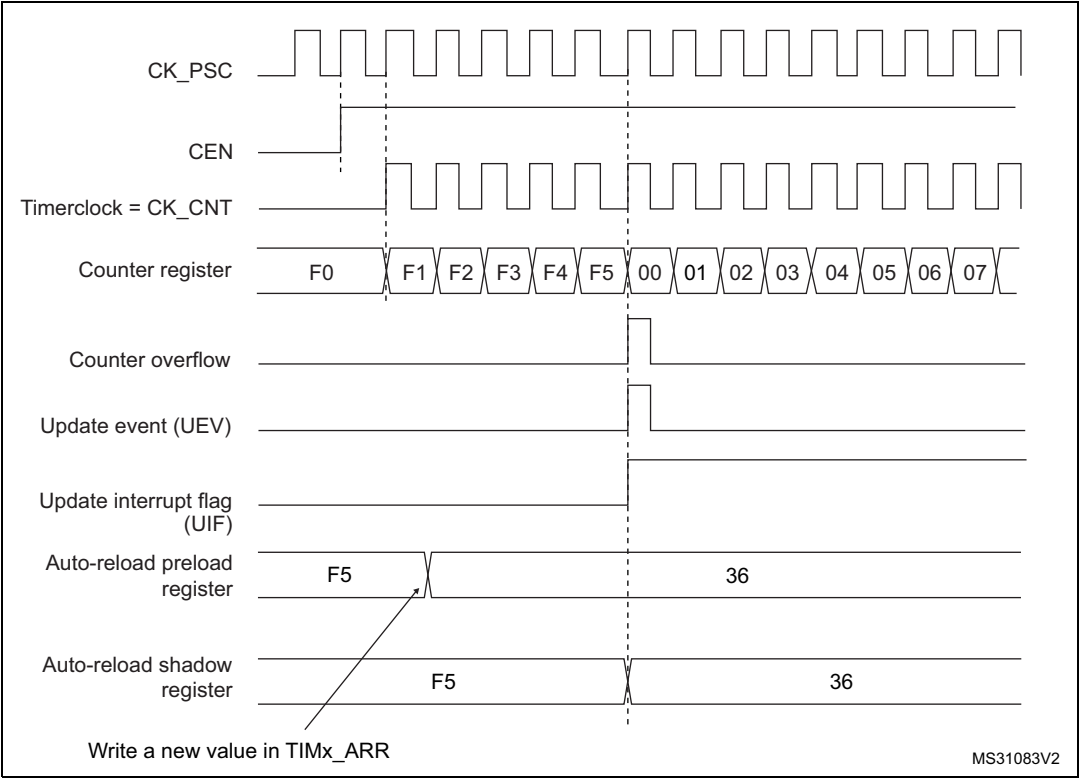 CK_PSC
CEN
Timerclock = CK_CNT
Counter register
F0 F1 F2 F3 F4 F5 00 01 02 03 04 05 06 07
Counter overflow
Update event (UEV)
Update interrupt flag
(UIF)
Auto-reload preload
register
F5 36
Auto-reload shadow
register
F5 36
Write a new value in TIMx_ARR
MS31083V2